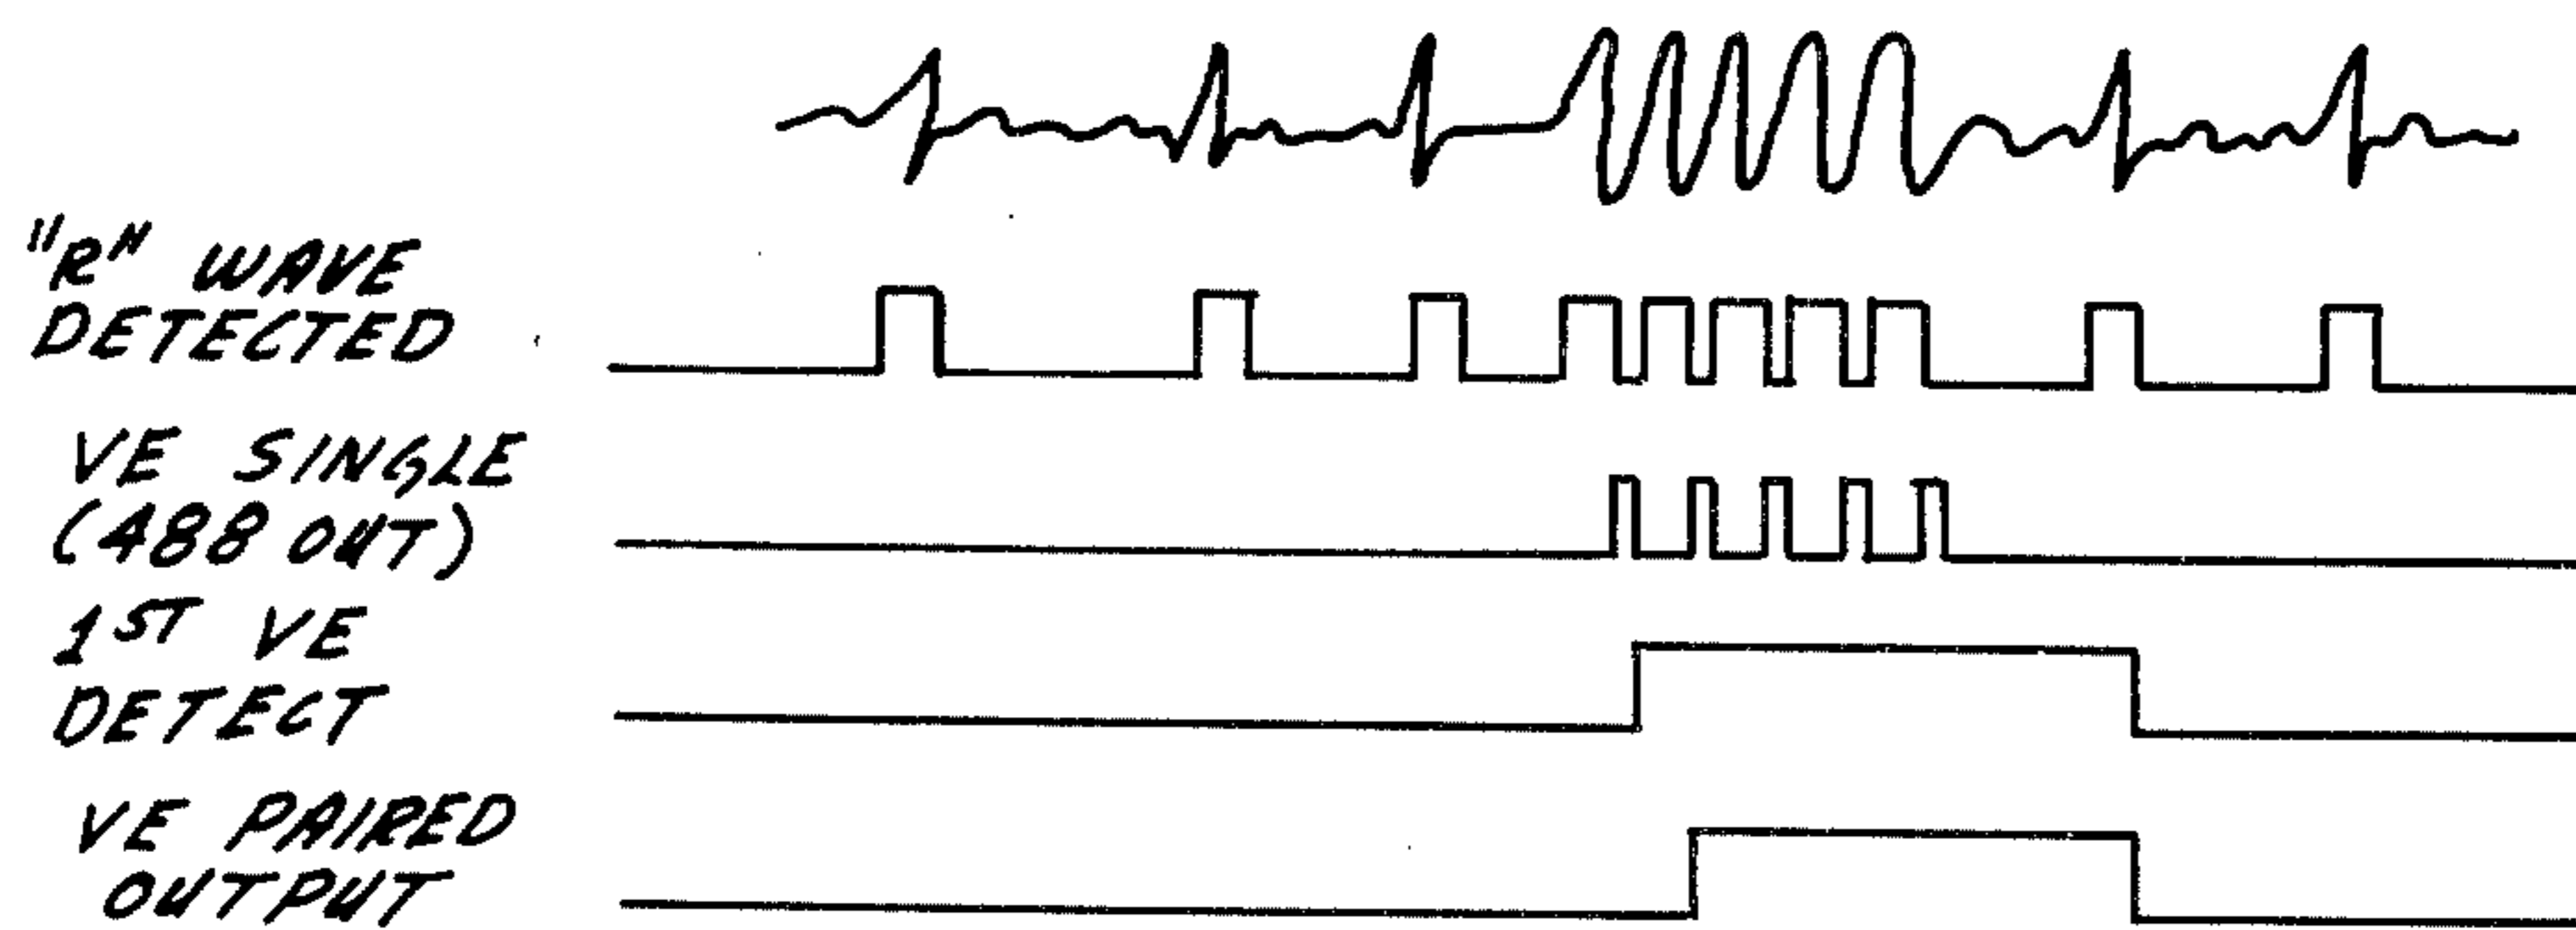 "R" WAVE
DETECTED
VE SINGLE
(488 OUT)
1ST VE
DETECT
VE PAIRED
OUTPUT